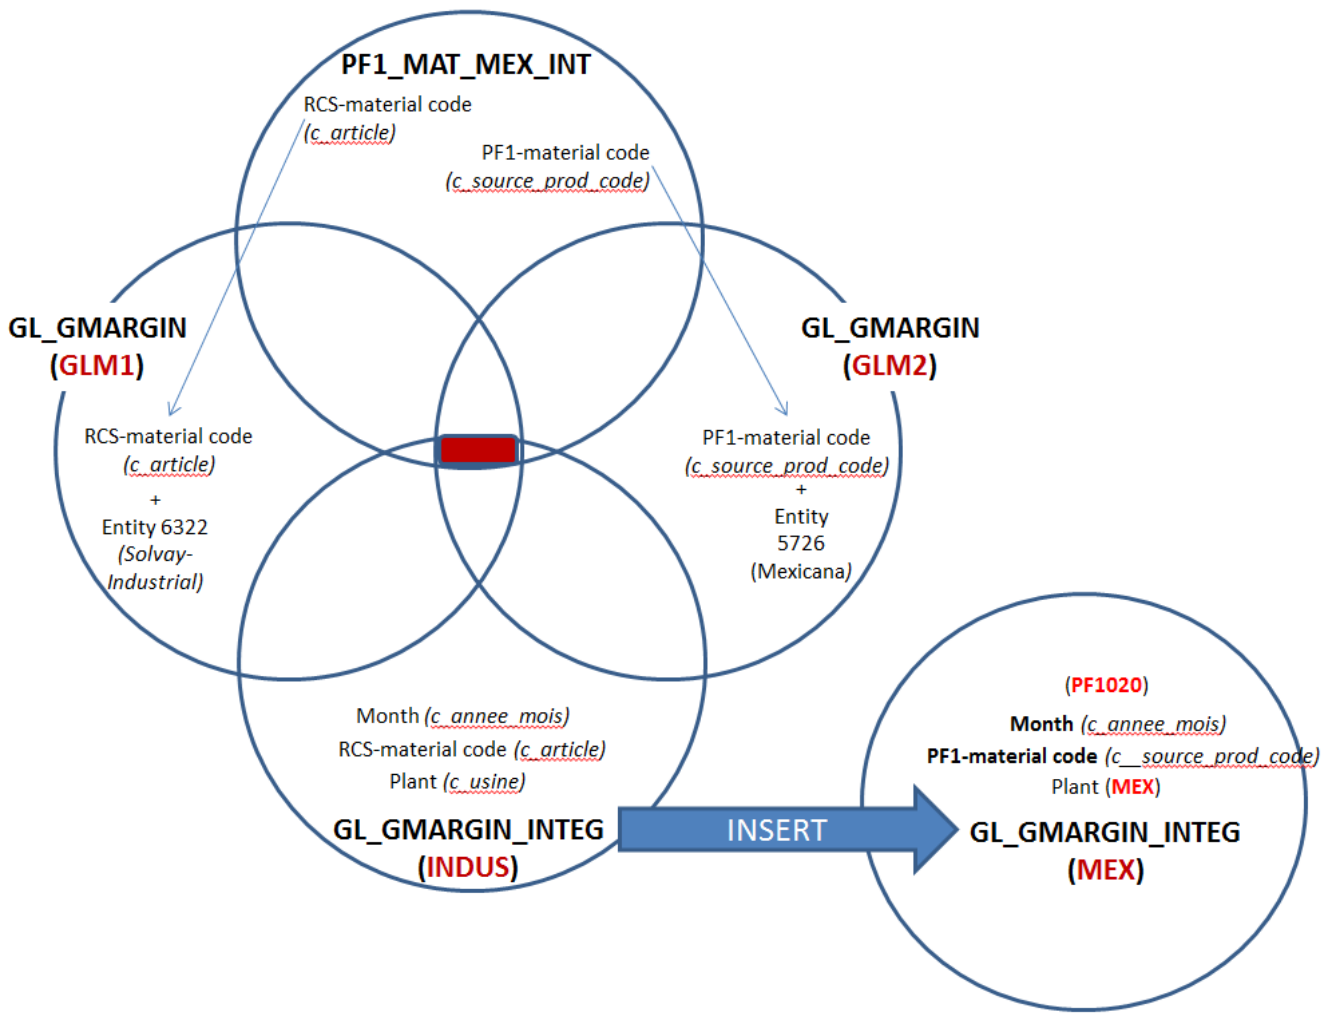 PF1_MAT_MEX_INT
RCS-material code
(c_article)
PF1-material code
(c_source_prod_code)
GL_GMARGIN
(GLM1)
GL_GMARGIN
(GLM2)
RCS-material code
(c_article)
+
Entity 6322
(Solvay-
Industrial)
PF1-material code
(c_source_prod_code)
+
Entity
5726
(Mexicana)
Month (c_annee_mois)
RCS-material code (c_article)
Plant (c_usine)
GL_GMARGIN_INTEG
(INDUS)
INSERT
(PF1020)
Month (c_annee_mois)
PF1-material code (c__source_prod_code)
Plant (MEX)
GL_GMARGIN_INTEG
(MEX)